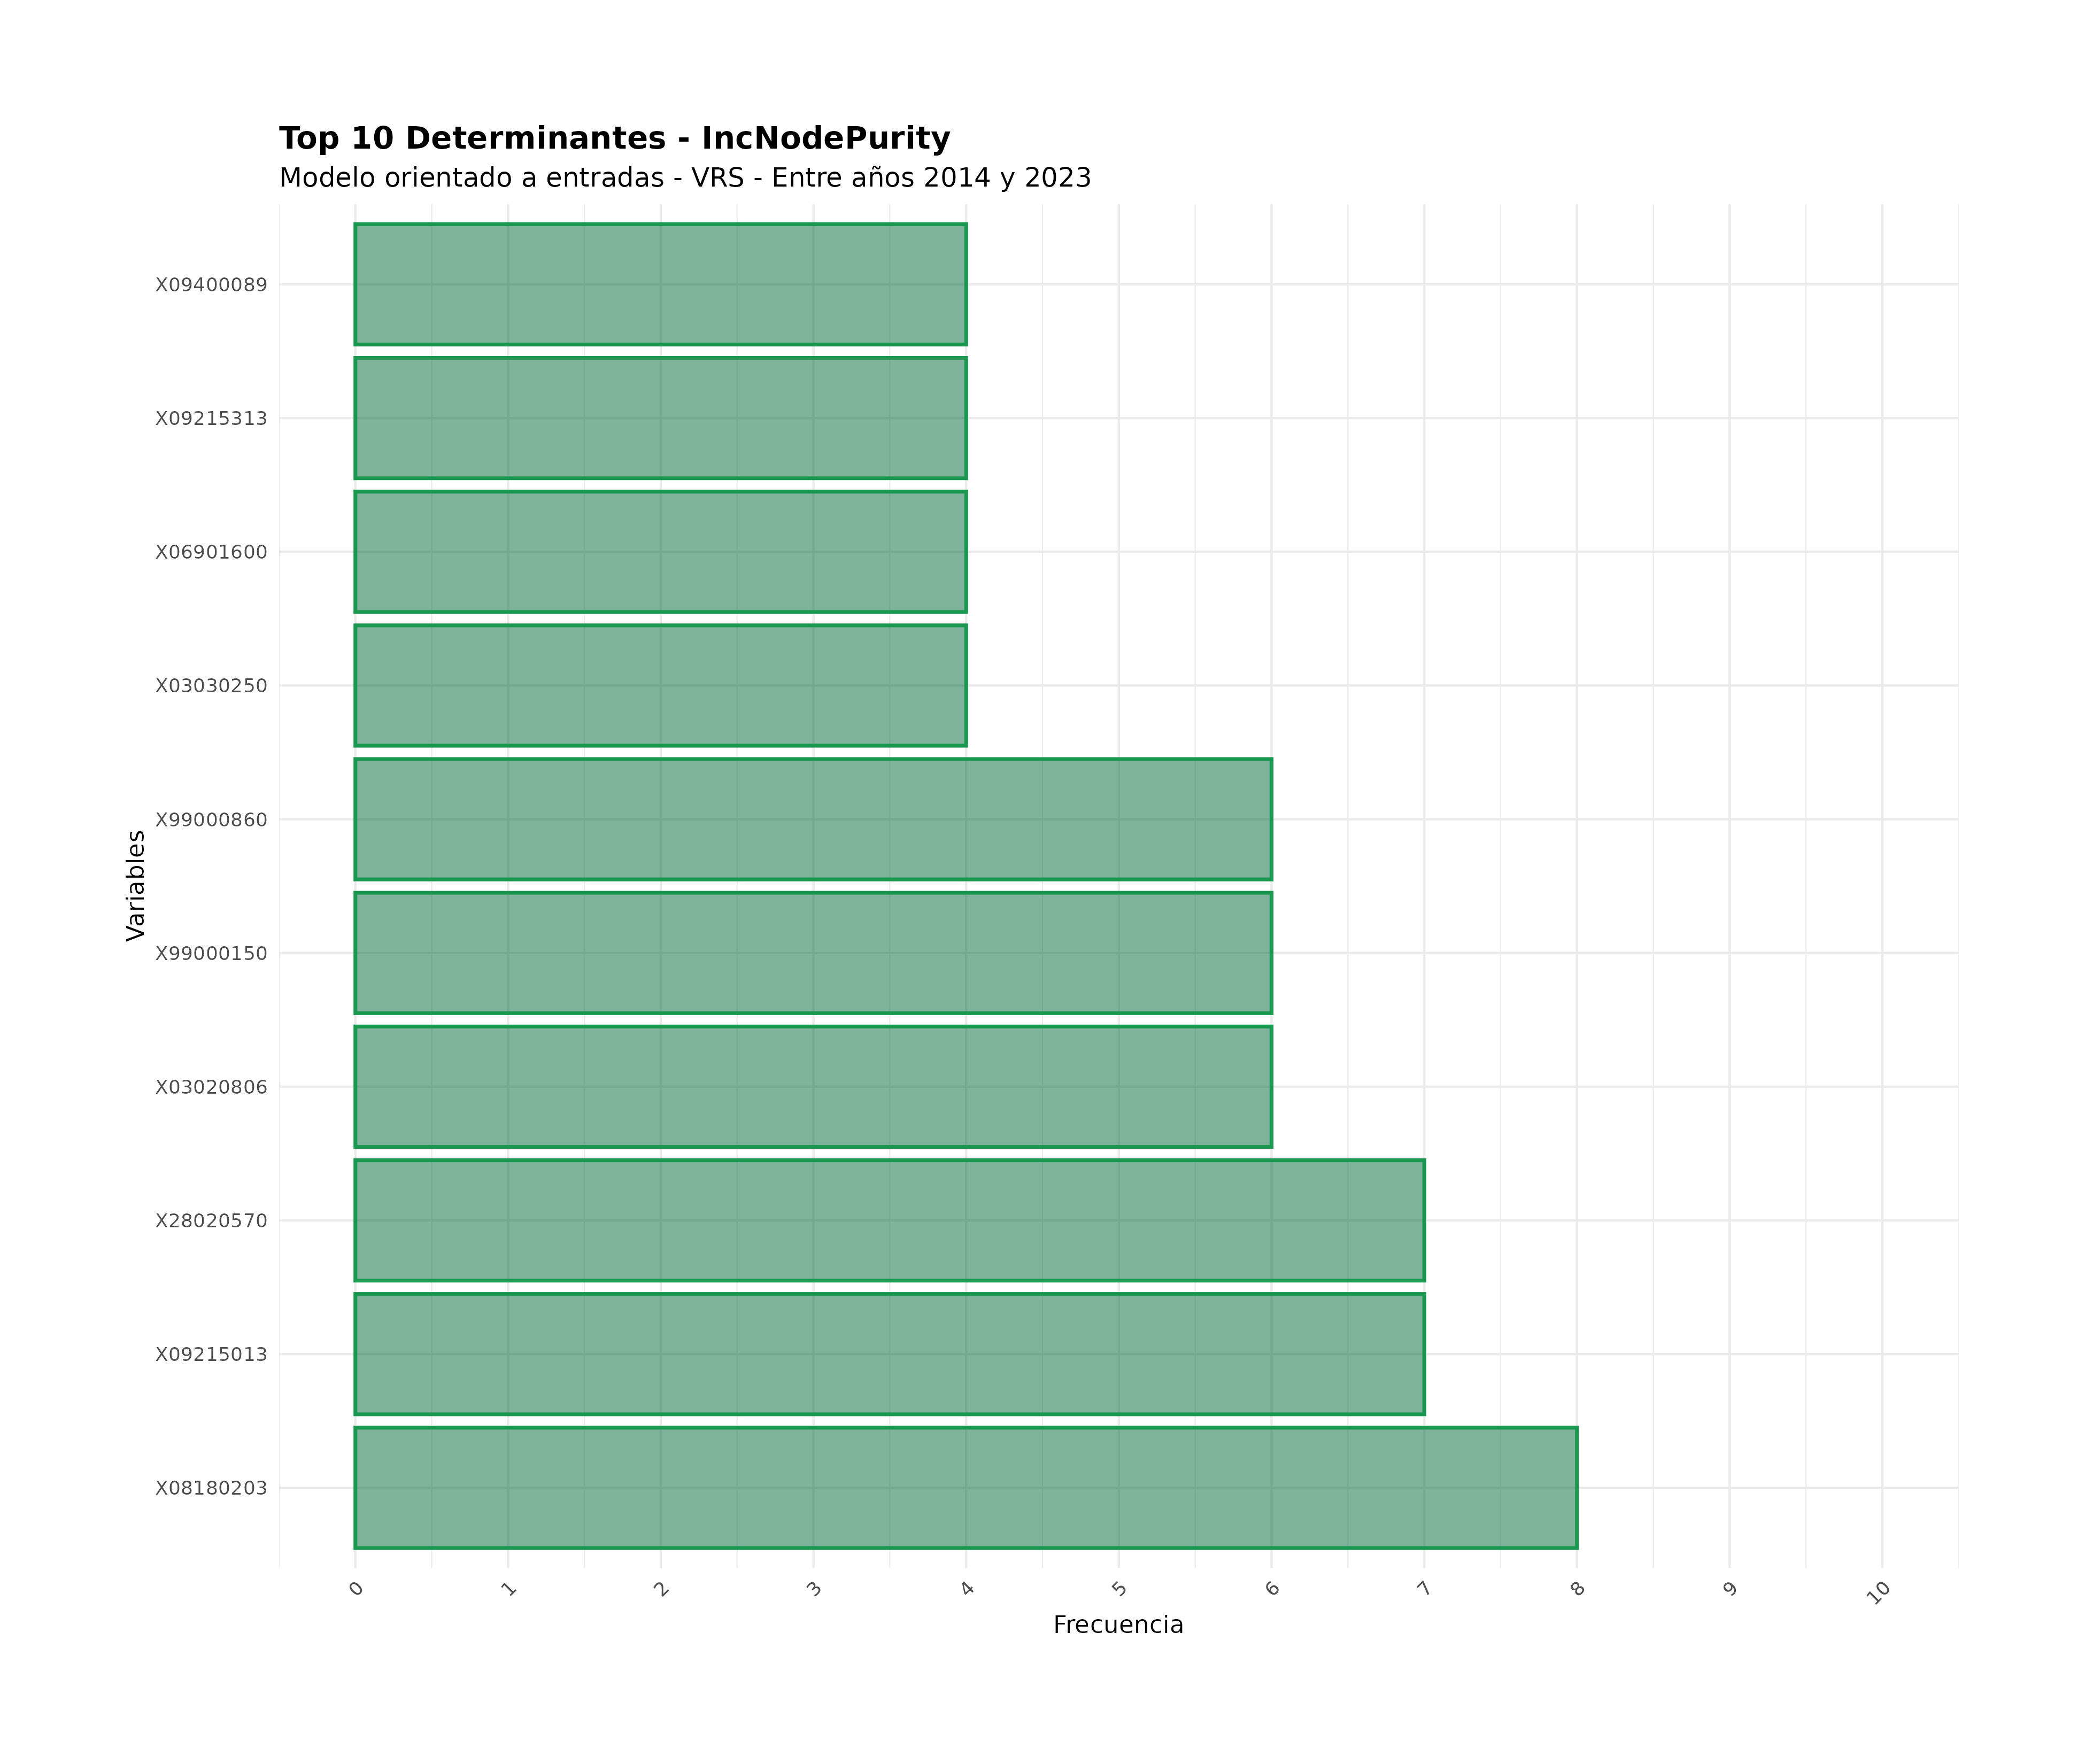 Top 10 Determinantes - IncNodePurity
Modelo orientado a entradas - VRS - Entre años 2014 y 2023
Variables
X09400089
X09215313
X06901600
X03030250
X99000860
X99000150
X03020806
X28020570
X09215013
X08180203
0 1 2 3 4 5 6 7 8 9 10
Frecuencia